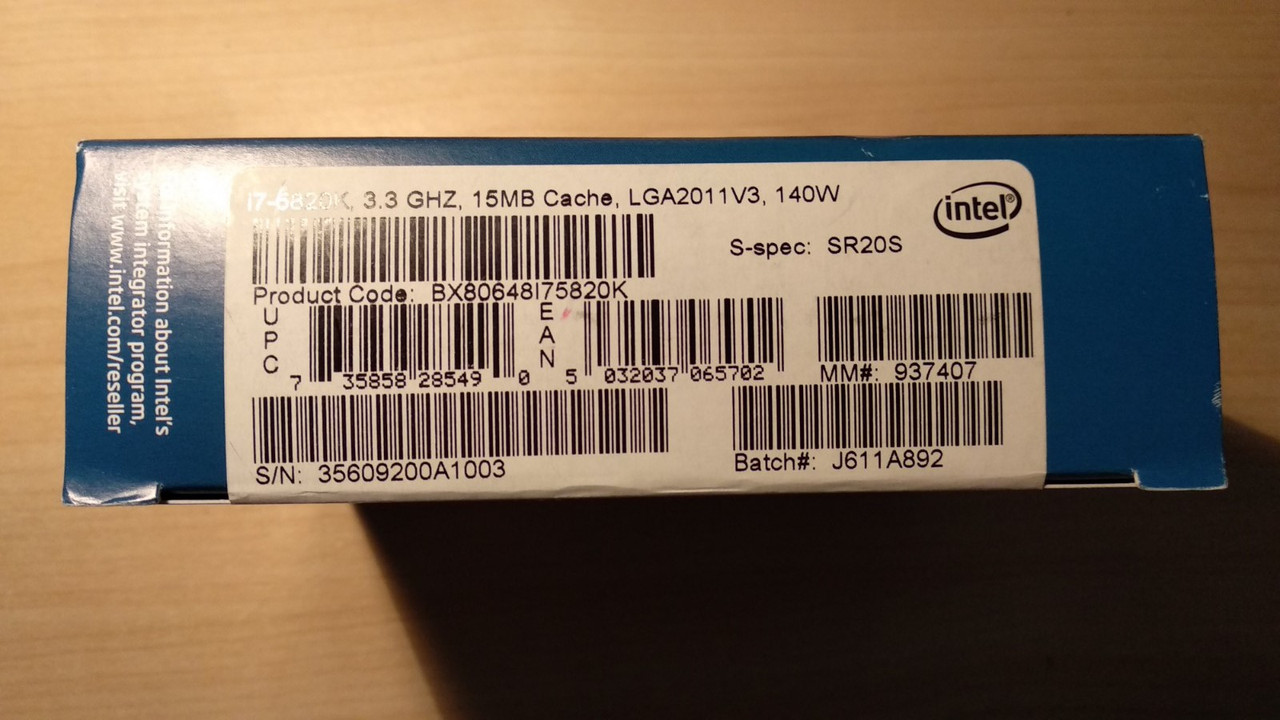 I7-5820K, 3.3 GHZ, 15MB Cache, LGA2011V3, 140W
intel®
S-spec: SR20S
Product Code: BX80648I75820K
UPC
7 35858 28549 0
EAN
5 032037 065702
MM#: 937407
S/N: 35609200A1003
Batch#: J611A892
information about Intel's
system integrator program,
visit www.intel.com/reseller